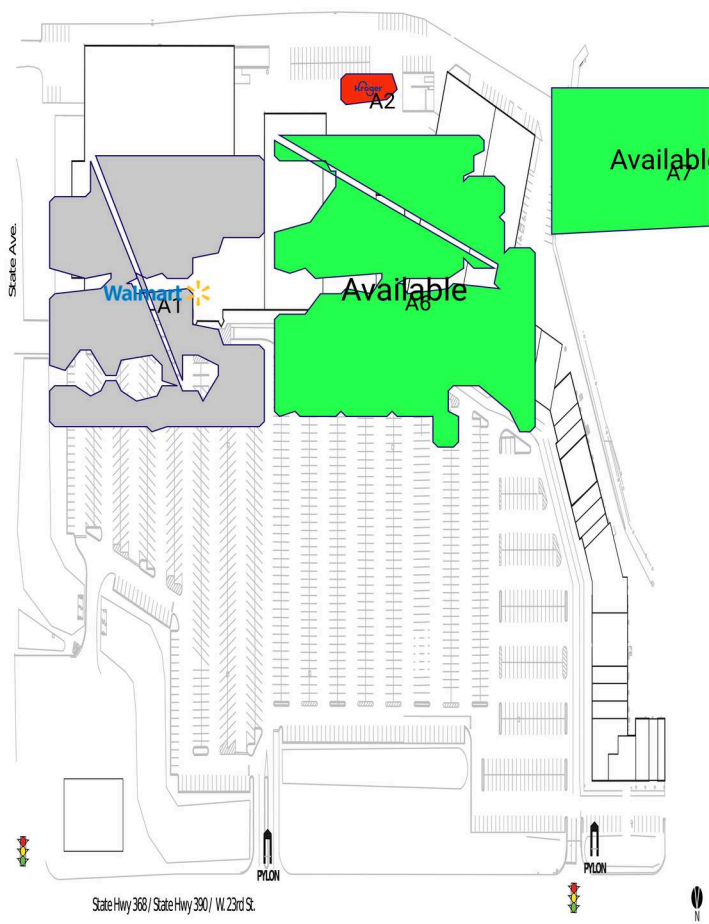 Kroger
A2
Available
A7
State Ave.
Walmart
A1
Available
A6
PYLON
PYLON
State Hwy 368 / State Hwy 390 / W. 23rd St.
N